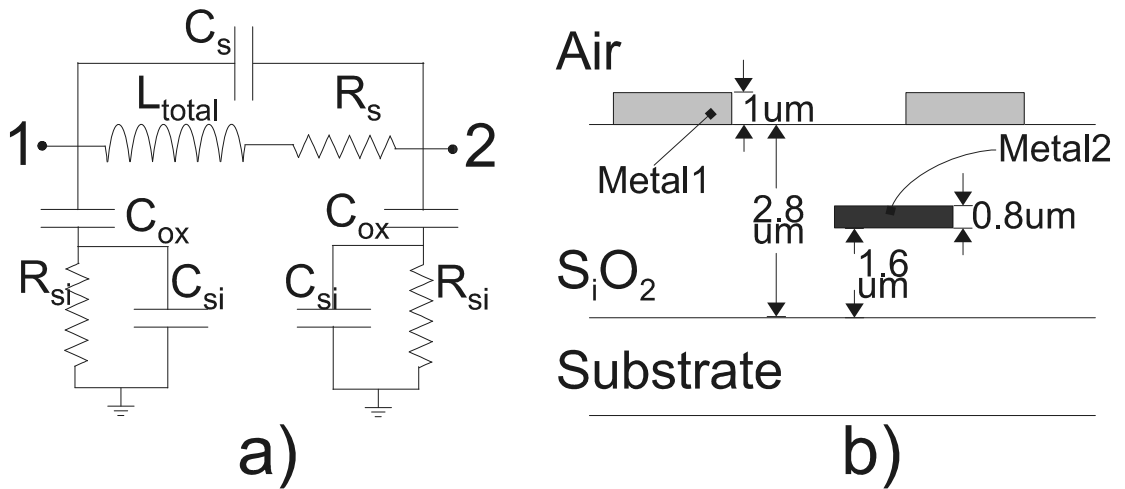 Cs
Ltotal
Rs
1
2
Cox
Cox
Rsi
Csi
Csi
Rsi
a)
Air
1um
Metal1
Metal2
2.8
um
0.8um
1.6
um
SiO2
Substrate
b)